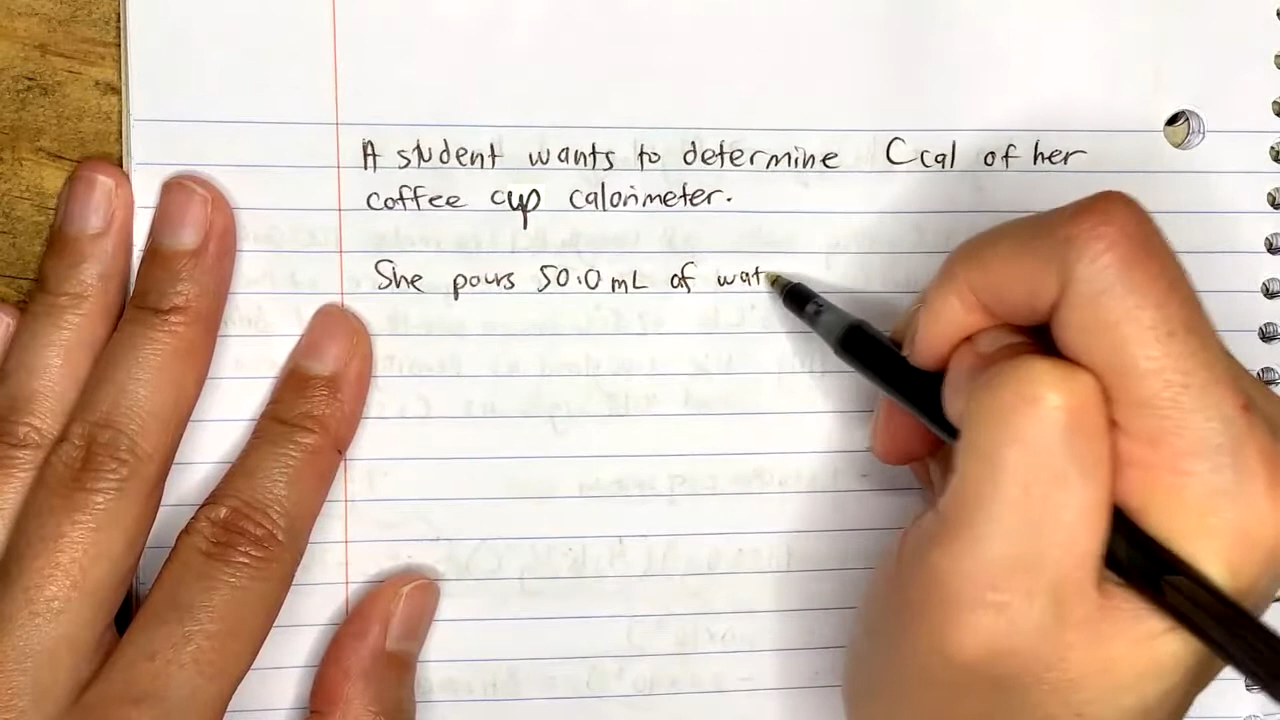 A student wants to determine Ccal of her
coffee cup calorimeter.
She pours 50.0 mL of wat